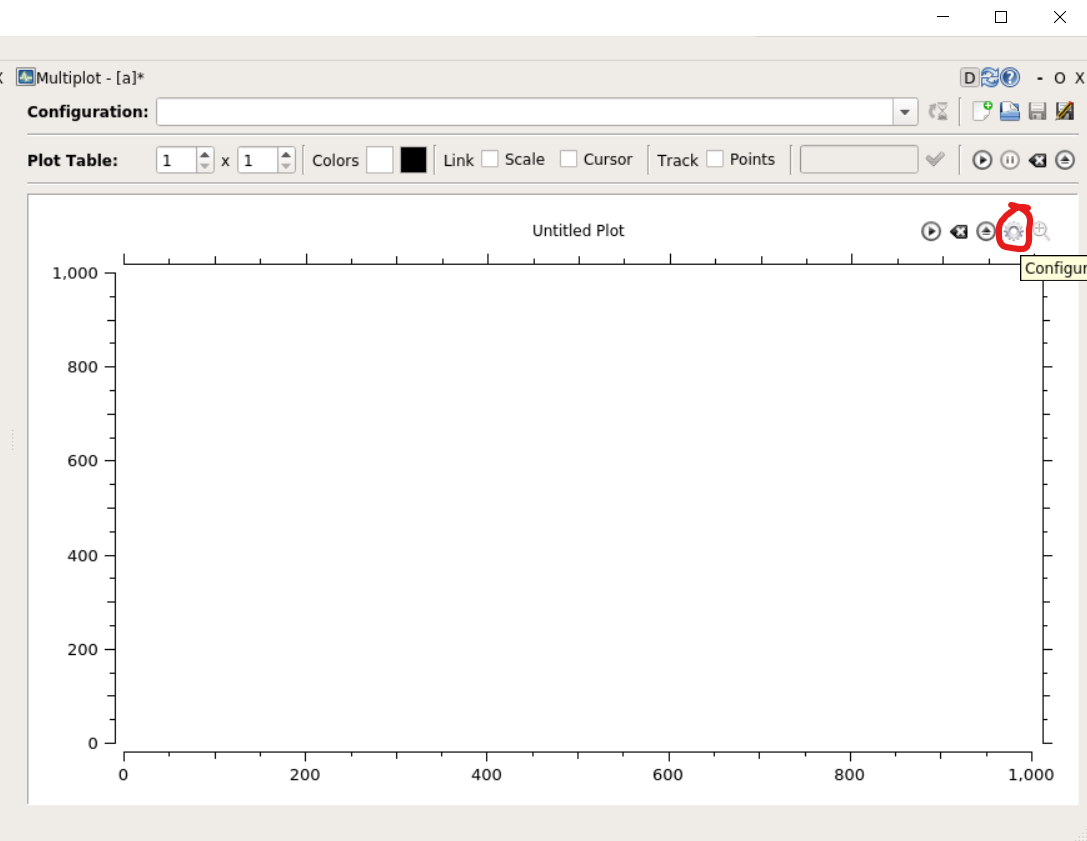 Multiplot - [a]* D ? - O X
Configuration:
Plot Table: 1 x 1 Colors Link Scale Cursor Track Points
Untitled Plot
Configur
1,000
800
600
400
200
0
0 200 400 600 800 1,000